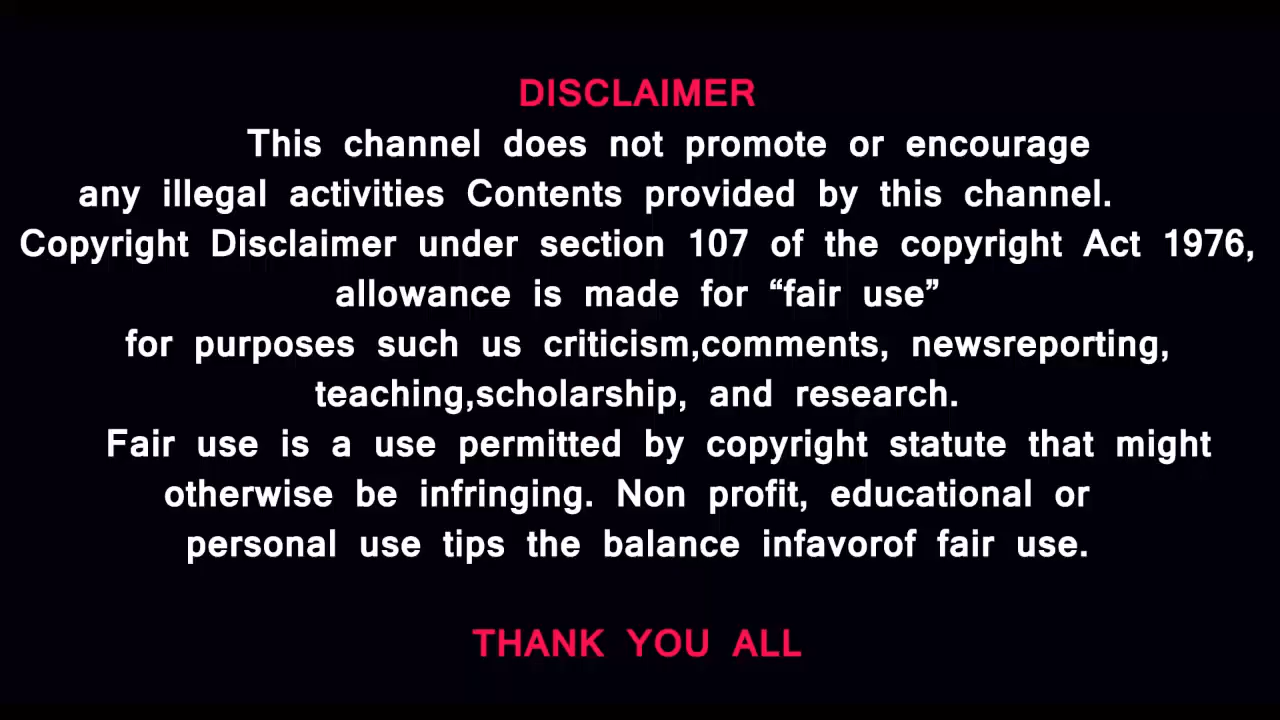 DISCLAIMER
This channel does not promote or encourage
any illegal activities Contents provided by this channel.
Copyright Disclaimer under section 107 of the copyright Act 1976,
allowance is made for “fair use”
for purposes such us criticism,comments, newsreporting,
teaching,scholarship, and research.
Fair use is a use permitted by copyright statute that might
otherwise be infringing. Non profit, educational or
personal use tips the balance infavorof fair use.
THANK YOU ALL